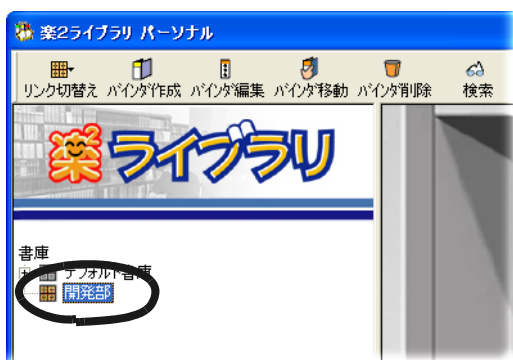 楽2ライブラリ パーソナル
リンク切替え バインダ作成 バインダ編集 バインダ移動 バインダ削除 検索
楽ライブラリ
書庫
デフォルト書庫
開発部